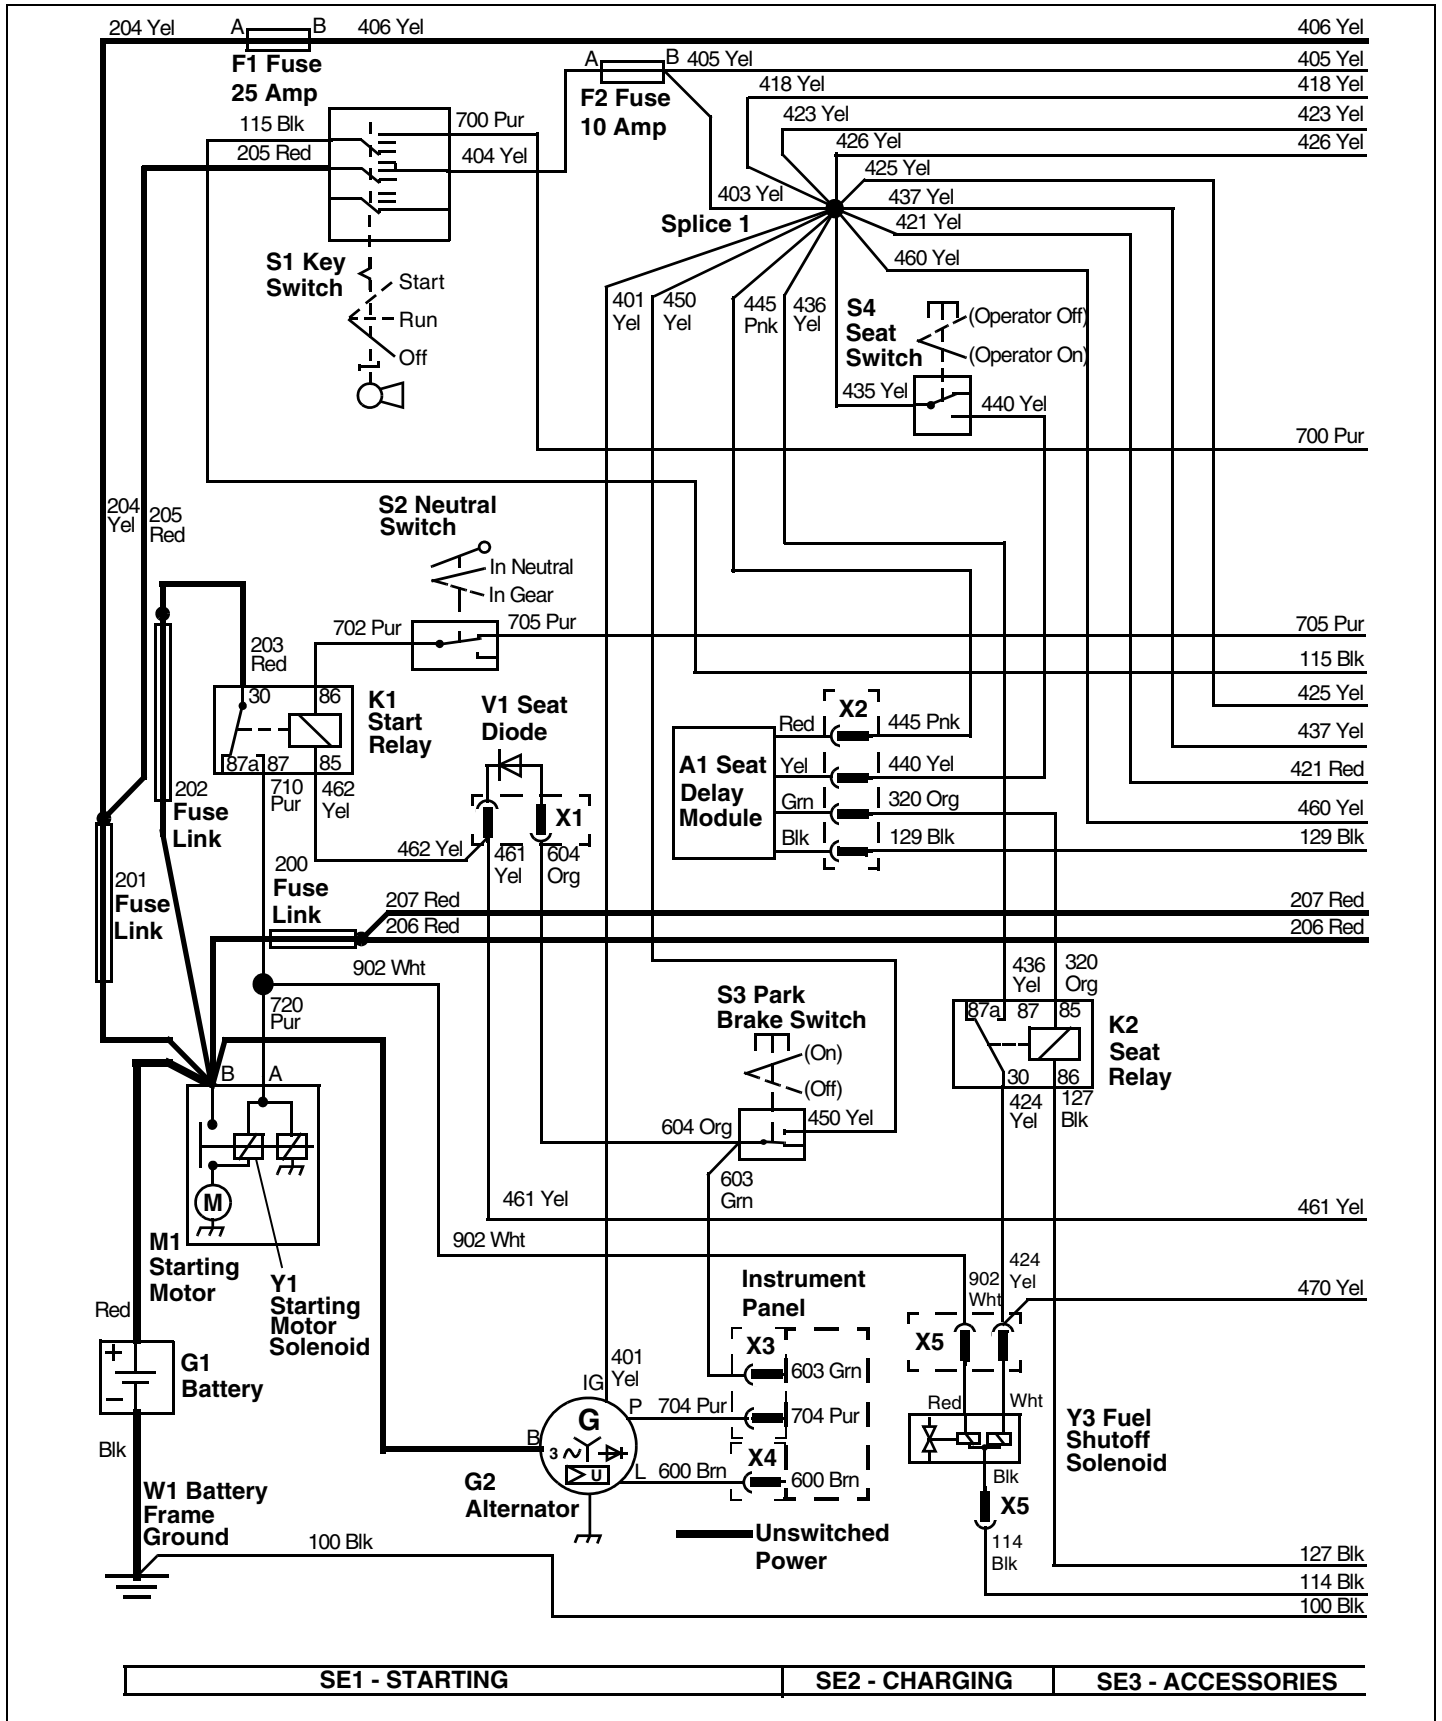 204 Yel
A
B
406 Yel
406 Yel
F1 Fuse
25 Amp
A
B
405 Yel
405 Yel
F2 Fuse
10 Amp
418 Yel
418 Yel
423 Yel
423 Yel
426 Yel
426 Yel
115 Blk
700 Pur
205 Red
404 Yel
425 Yel
403 Yel
437 Yel
Splice 1
421 Yel
460 Yel
S1 Key
Switch
Start
Run
Off
401
Yel
450
Yel
445
Pnk
436
Yel
S4
Seat
Switch
(Operator Off)
(Operator On)
435 Yel
440 Yel
700 Pur
204
Yel
205
Red
S2 Neutral
Switch
In Neutral
In Gear
702 Pur
705 Pur
705 Pur
115 Blk
425 Yel
437 Yel
421 Red
460 Yel
129 Blk
203
Red
30
86
K1
Start
Relay
87a
87
85
710
Pur
462
Yel
V1 Seat
Diode
X1
462 Yel
461
Yel
604
Org
A1 Seat
Delay
Module
Red
Yel
Grn
Blk
X2
445 Pnk
440 Yel
320 Org
129 Blk
202
Fuse
Link
201
Fuse
Link
200
Fuse
Link
207 Red
207 Red
206 Red
206 Red
902 Wht
720
Pur
436
Yel
320
Org
S3 Park
Brake Switch
(On)
(Off)
87a
87
85
K2
Seat
Relay
30
86
424
Yel
127
Blk
B
A
604 Org
450 Yel
603
Grn
M
461 Yel
461 Yel
902 Wht
M1
Starting
Motor
Y1
Starting
Motor
Solenoid
902
Wht
424
Yel
470 Yel
Instrument
Panel
Red
G1
Battery
+
−
Blk
X5
X3
603 Grn
401
Yel
IG
P
704 Pur
704 Pur
G
3
U
B
L
600 Brn
X4
600 Brn
G2
Alternator
Red
Wht
Y3 Fuel
Shutoff
Solenoid
Blk
X5
114
Blk
W1 Battery
Frame
Ground
100 Blk
Unswitched
Power
127 Blk
114 Blk
100 Blk
SE1 - STARTING
SE2 - CHARGING
SE3 - ACCESSORIES